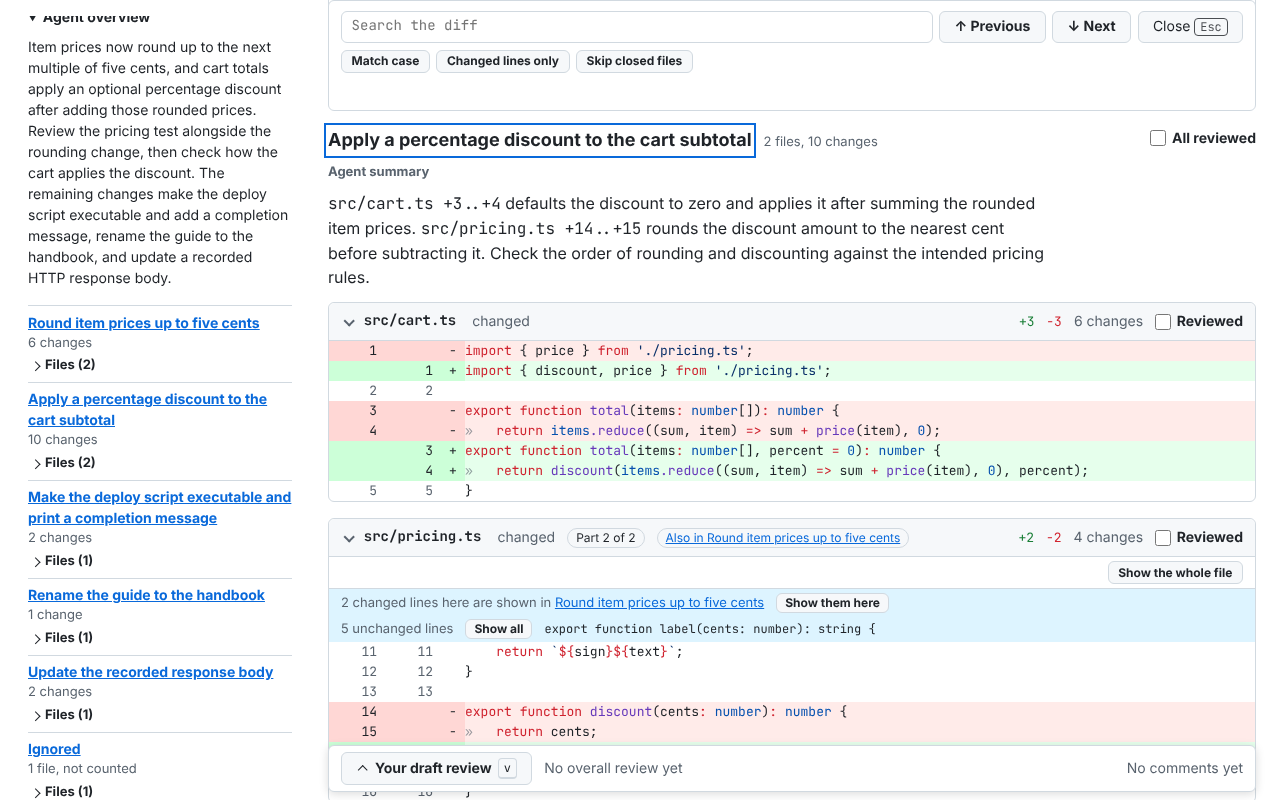 ▼ Agent overview
Item prices now round up to the next
multiple of five cents, and cart totals
apply an optional percentage discount
after adding those rounded prices.
Review the pricing test alongside the
rounding change, then check how the
cart applies the discount. The
remaining changes make the deploy
script executable and add a completion
message, rename the guide to the
handbook, and update a recorded
HTTP response body.
Round item prices up to five cents
6 changes
Files (2)
Apply a percentage discount to the
cart subtotal
10 changes
Files (2)
Make the deploy script executable and
print a completion message
2 changes
Files (1)
Rename the guide to the handbook
1 change
Files (1)
Update the recorded response body
2 changes
Files (1)
Ignored
1 file, not counted
Files (1)
Search the diff
↑ Previous ↓ Next Close Esc
Match case Changed lines only Skip closed files
Apply a percentage discount to the cart subtotal 2 files, 10 changes All reviewed
Agent summary
src/cart.ts +3..+4 defaults the discount to zero and applies it after summing the rounded
item prices. src/pricing.ts +14..+15 rounds the discount amount to the nearest cent
before subtracting it. Check the order of rounding and discounting against the intended pricing
rules.
src/cart.ts changed +3 -3 6 changes Reviewed
1 - import { price } from './pricing.ts';
1 + import { discount, price } from './pricing.ts';
2 2
3 - export function total(items: number[]): number {
4 - » return items.reduce((sum, item) => sum + price(item), 0);
3 + export function total(items: number[], percent = 0): number {
4 + » return discount(items.reduce((sum, item) => sum + price(item), 0), percent);
5 5 }
src/pricing.ts changed Part 2 of 2 Also in Round item prices up to five cents +2 -2 4 changes Reviewed
Show the whole file
2 changed lines here are shown in Round item prices up to five cents Show them here
5 unchanged lines Show all export function label(cents: number): string {
11 11 return `${sign}${text}`;
12 12 }
13 13
14 - export function discount(cents: number): number {
15 - » return cents;
Your draft review v No overall review yet No comments yet
16 16 }